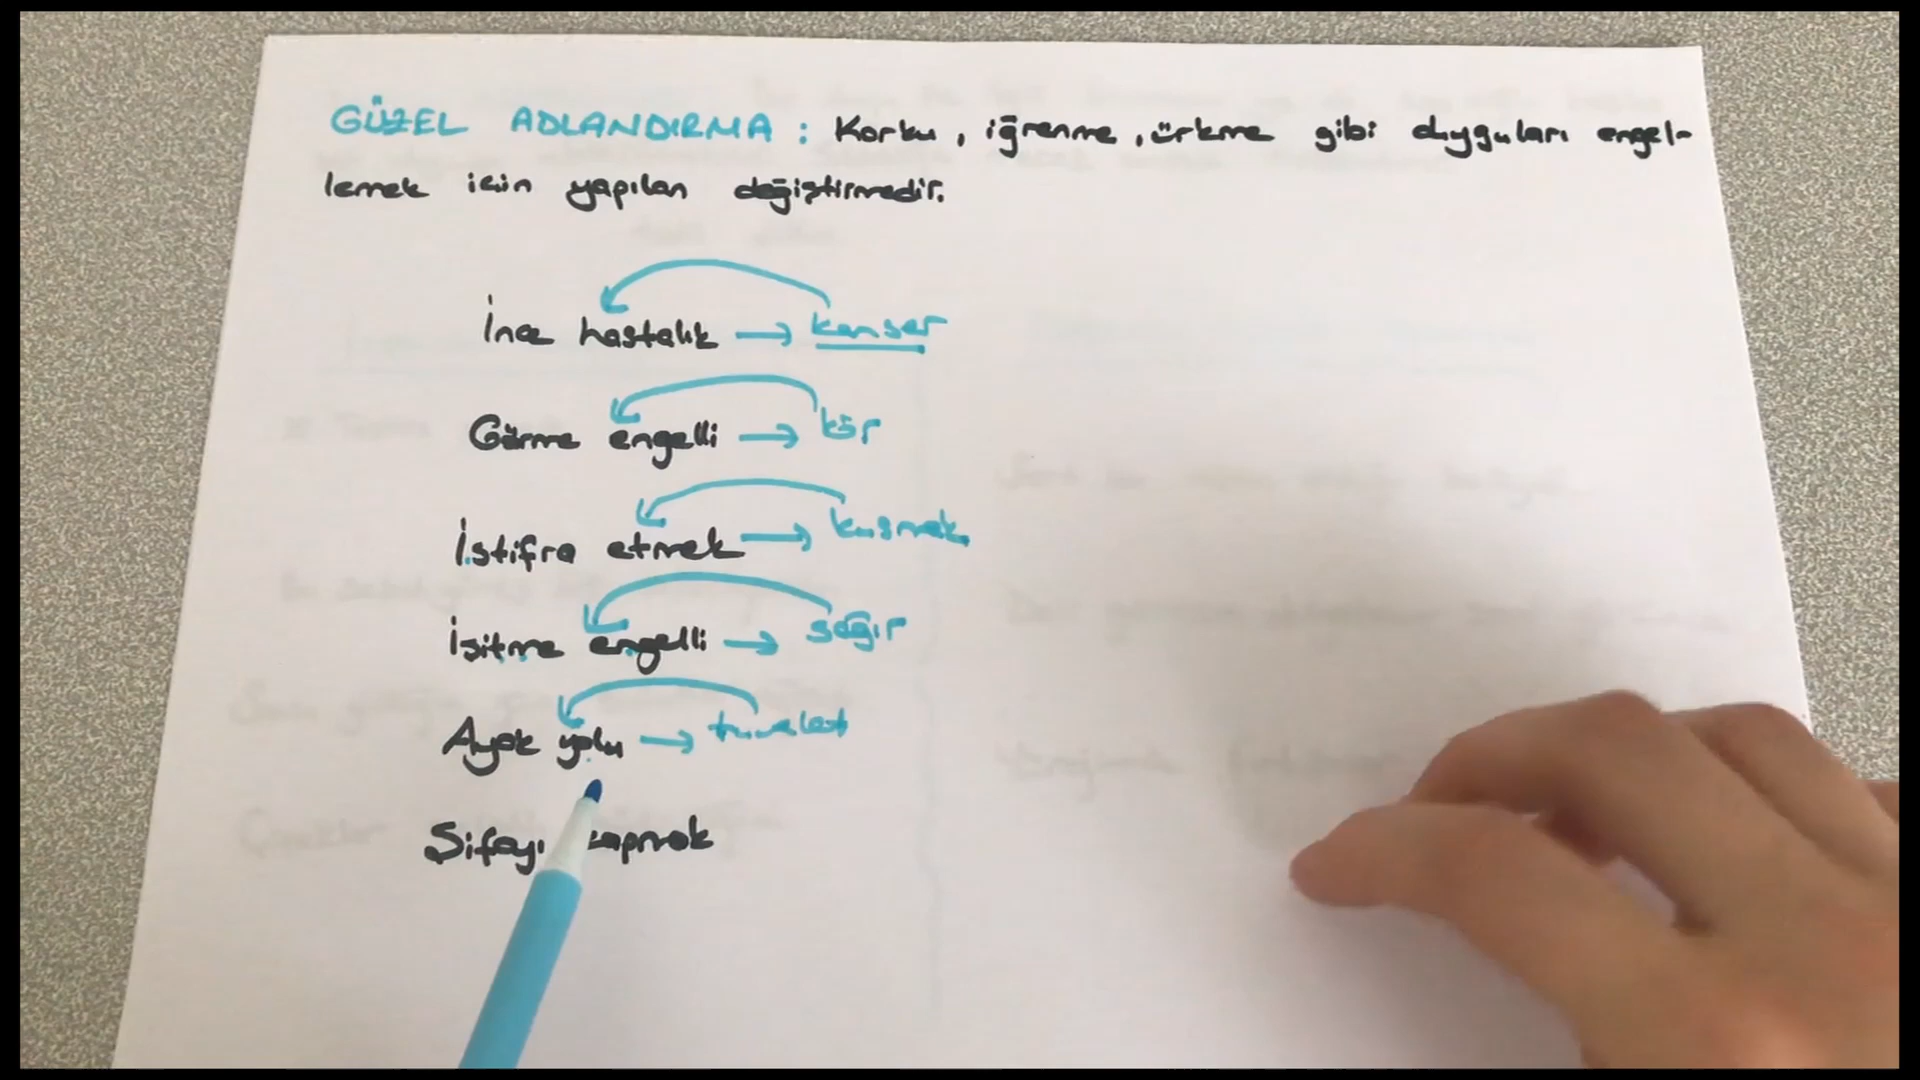 GÜZEL ADLANDIRMA : Korku, iğrenme, ürkme gibi duyguları engel-
lemek için yapılan değiştirmedir.
İnce hastalık → kanser
Görme engelli → kör
İstifra etmek → kusmak
İşitme engelli → sağır
Ayak yolu → tuvalet
Şifayı kapmak